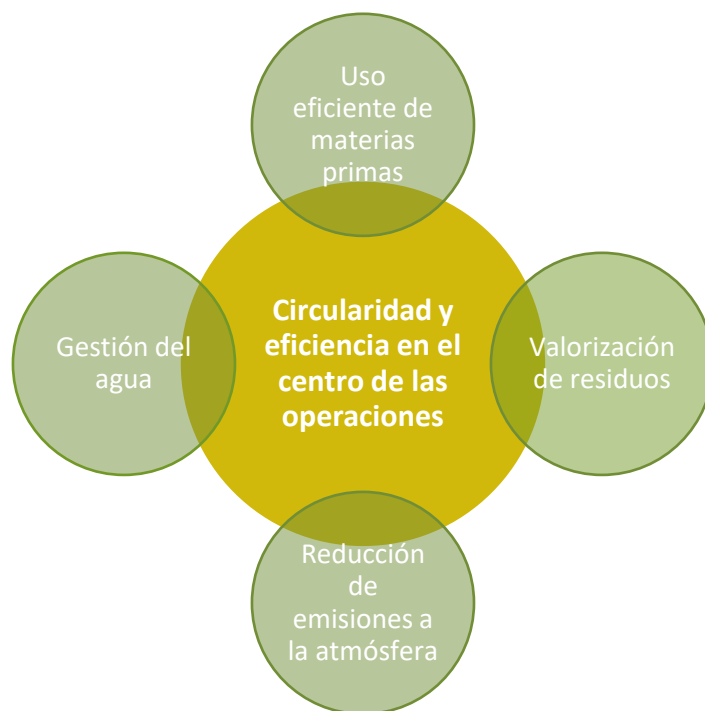 Uso
eficiente de
materias
primas
Circularidad y
eficiencia en el
centro de las
operaciones
Gestión del
agua
Valorización
de residuos
Reducción
de
emisiones a
la atmósfera